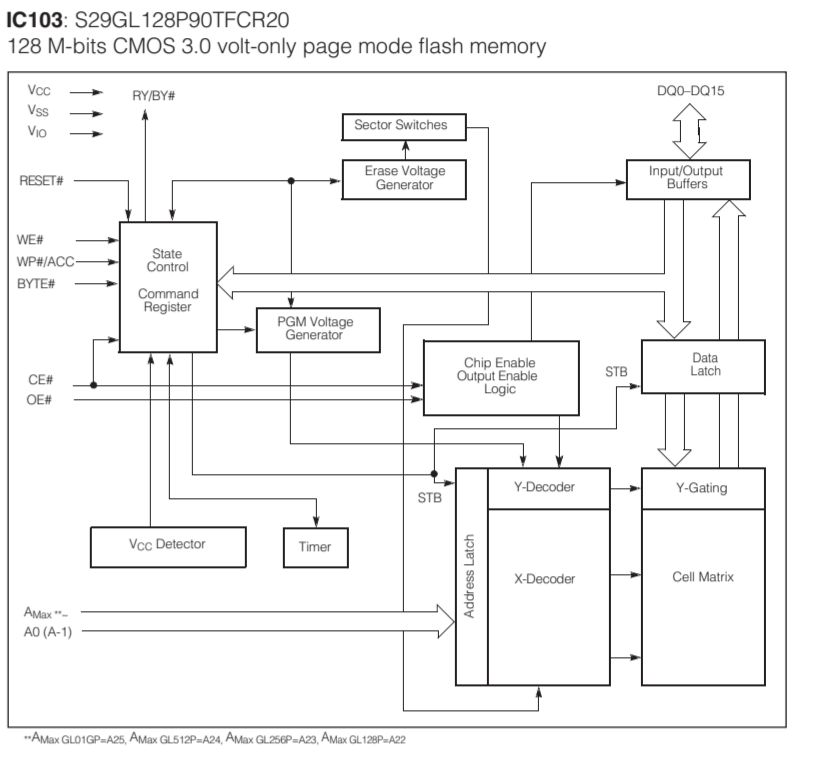 IC103: S29GL128P90TFCR20
128 M-bits CMOS 3.0 volt-only page mode flash memory
VCC
VSS
VIO
RY/BY#
DQ0–DQ15
Sector Switches
RESET#
Erase Voltage
Generator
Input/Output
Buffers
WE#
WP#/ACC
BYTE#
State
Control
Command
Register
PGM Voltage
Generator
CE#
OE#
Chip Enable
Output Enable
Logic
STB
Data
Latch
STB
Y-Decoder
Y-Gating
VCC Detector
Timer
Address Latch
X-Decoder
Cell Matrix
AMax **–
A0 (A-1)
**AMax GL01GP=A25, AMax GL512P=A24, AMax GL256P=A23, AMax GL128P=A22